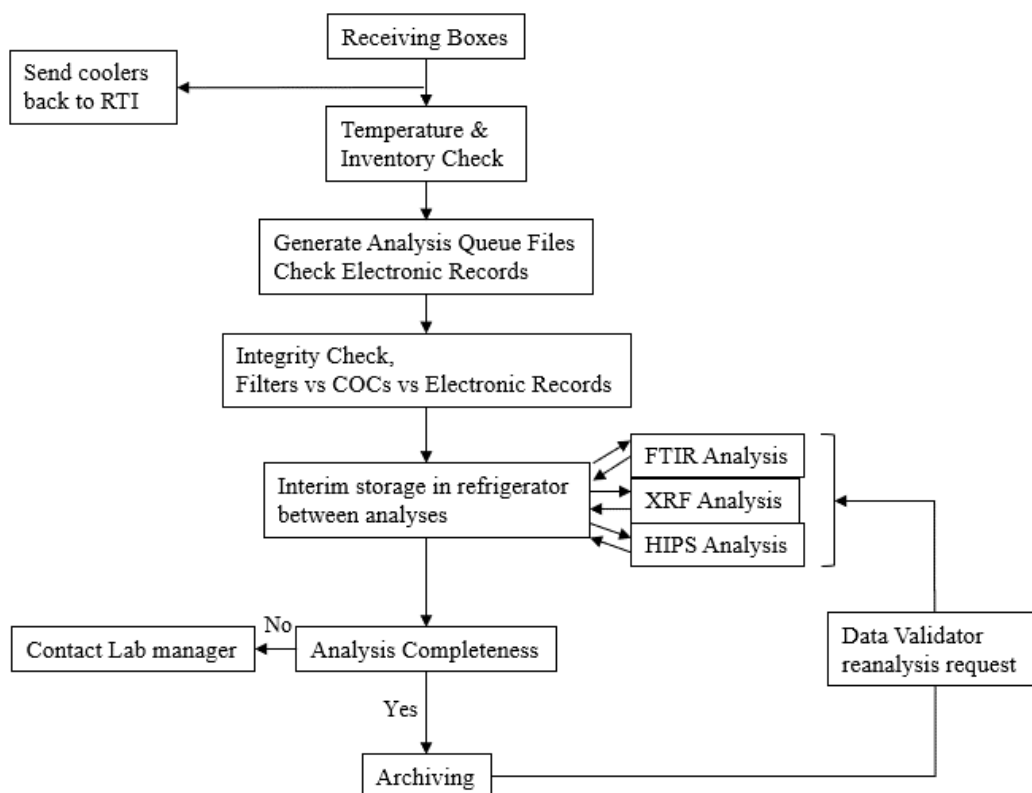 Receiving Boxes
Send coolers
back to RTI
Temperature &
Inventory Check
Generate Analysis Queue Files
Check Electronic Records
Integrity Check,
Filters vs COCs vs Electronic Records
Interim storage in refrigerator
between analyses
FTIR Analysis
XRF Analysis
HIPS Analysis
Data Validator
reanalysis request
Contact Lab manager
No
Analysis Completeness
Yes
Archiving